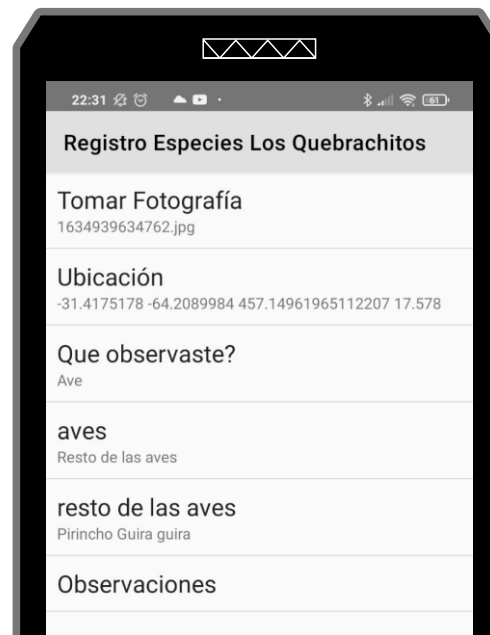 22:31
61
Registro Especies Los Quebrachitos
Tomar Fotografía
1634939634762.jpg
Ubicación
-31.4175178 -64.2089984 457.14961965112207 17.578
Que observaste?
Ave
aves
Resto de las aves
resto de las aves
Pirincho Guira guira
Observaciones